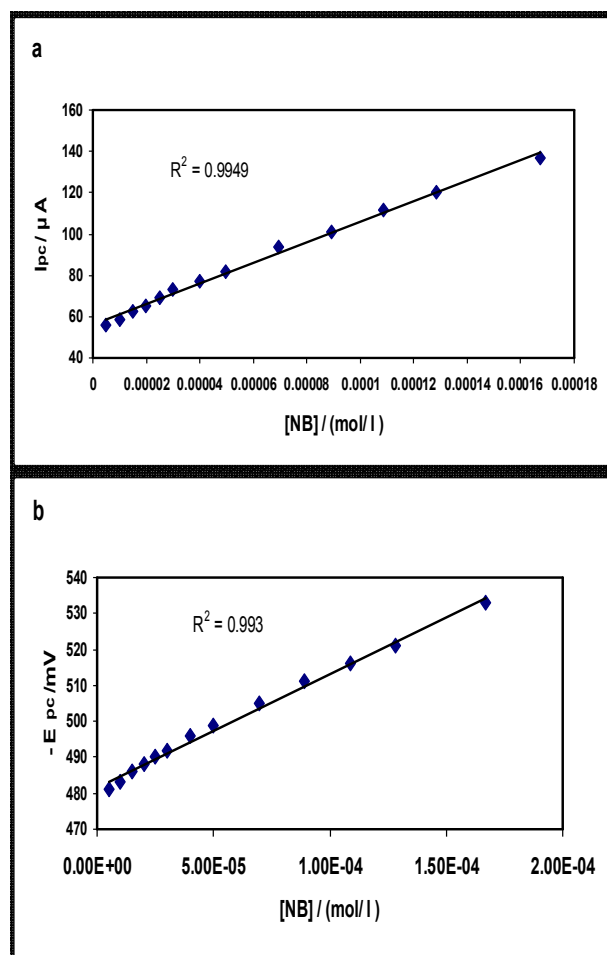 a
160
140
120
100
80
60
40
R² = 0.9949
Ipc / μ A
0 0.00002 0.00004 0.00006 0.00008 0.0001 0.00012 0.00014 0.00016 0.00018
[NB] / (mol/ l )
b
540
530
520
510
500
490
480
470
R² = 0.993
- E pc /mV
0.00E+00 5.00E-05 1.00E-04 1.50E-04 2.00E-04
[NB] / (mol/ l )